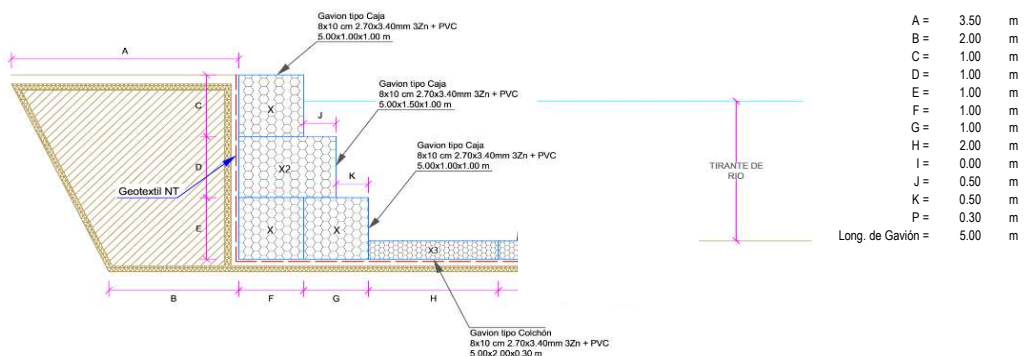 Gavion tipo Caja
8x10 cm 2.70x3.40mm 3Zn + PVC
5.00x1.00x1.00 m
A
C
X
J
Gavion tipo Caja
8x10 cm 2.70x3.40mm 3Zn + PVC
5.00x1.50x1.00 m
D
X2
K
Gavion tipo Caja
8x10 cm 2.70x3.40mm 3Zn + PVC
5.00x1.00x1.00 m
Geotextil NT
E
X
X
X3
B
F
G
H
Gavion tipo Colchón
8x10 cm 2.70x3.40mm 3Zn + PVC
5.00x2.00x0.30 m
TIRANTE DE
RIO
A = 3.50 m
B = 2.00 m
C = 1.00 m
D = 1.00 m
E = 1.00 m
F = 1.00 m
G = 1.00 m
H = 2.00 m
I = 0.00 m
J = 0.50 m
K = 0.50 m
P = 0.30 m
Long. de Gavión = 5.00 m